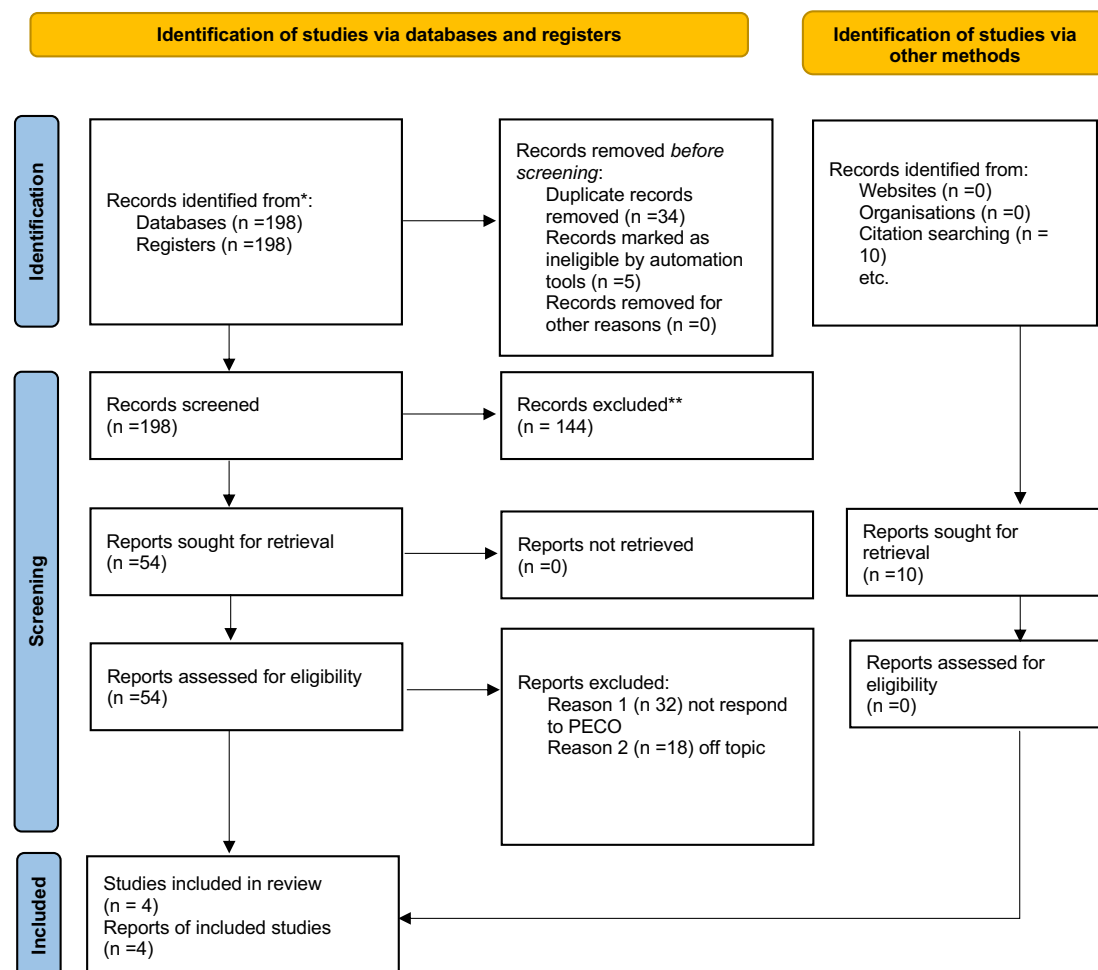 Identification of studies via databases and registers
Identification of studies via
other methods
Identification
Records identified from*:
Databases (n =198)
Registers (n =198)
Records removed before
screening:
Duplicate records
removed (n =34)
Records marked as
ineligible by automation
tools (n =5)
Records removed for
other reasons (n =0)
Records identified from:
Websites (n =0)
Organisations (n =0)
Citation searching (n =
10)
etc.
Screening
Records screened
(n =198)
Records excluded**
(n = 144)
Reports sought for retrieval
(n =54)
Reports not retrieved
(n =0)
Reports sought for
retrieval
(n =10)
Reports assessed for eligibility
(n =54)
Reports excluded:
Reason 1 (n 32) not respond
to PECO
Reason 2 (n =18) off topic
Reports assessed for
eligibility
(n =0)
Included
Studies included in review
(n = 4)
Reports of included studies
(n =4)